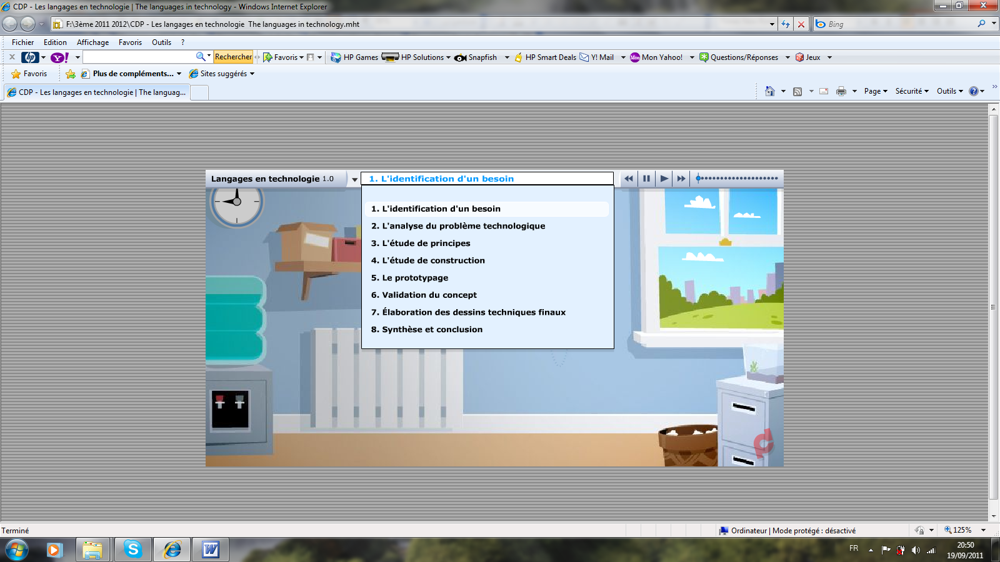 CDP - Les langages en technologie | The languages in technology - Windows Internet Explorer
F:\3ème 2011 2012\CDP - Les langages en technologie  The languages in technology.mht
Bing
Fichier Edition Affichage Favoris Outils ?
x hp Y! Rechercher Favoris HP Games HP Solutions Snapfish HP Smart Deals Y! Mail Mon Yahoo! Questions/Réponses Jeux
Favoris Plus de compléments... Sites suggérés
CDP - Les langages en technologie | The languag... Page Sécurité Outils ? »
Langages en technologie 1.0 1. L'identification d'un besoin
1. L'identification d'un besoin
2. L'analyse du problème technologique
3. L'étude de principes
4. L'étude de construction
5. Le prototypage
6. Validation du concept
7. Élaboration des dessins techniques finaux
8. Synthèse et conclusion
Terminé Ordinateur | Mode protégé : désactivé 125%
FR 20:50
19/09/2011